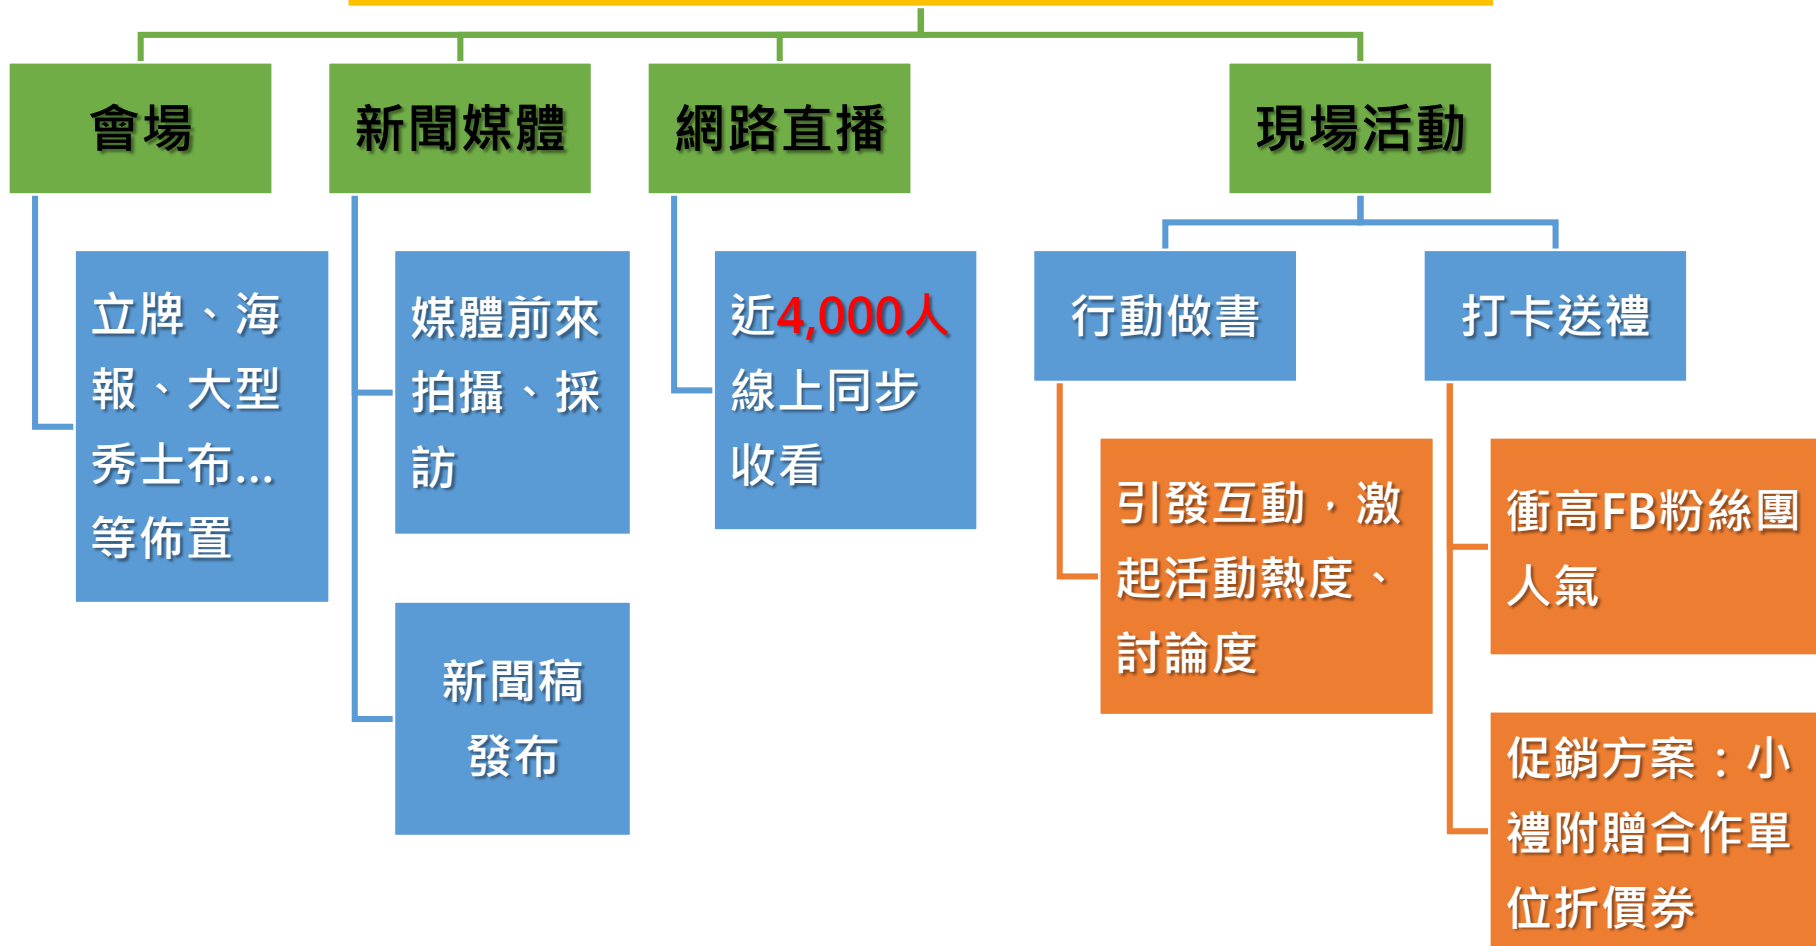 會場
新聞媒體
網路直播
現場活動
立牌、海
報、大型
秀士布...
等佈置
媒體前來
拍攝、採
訪
新聞稿
發布
近4,000人
線上同步
收看
行動做書
打卡送禮
引發互動，激
起活動熱度、
討論度
衝高FB粉絲團
人氣
促銷方案：小
禮附贈合作單
位折價券